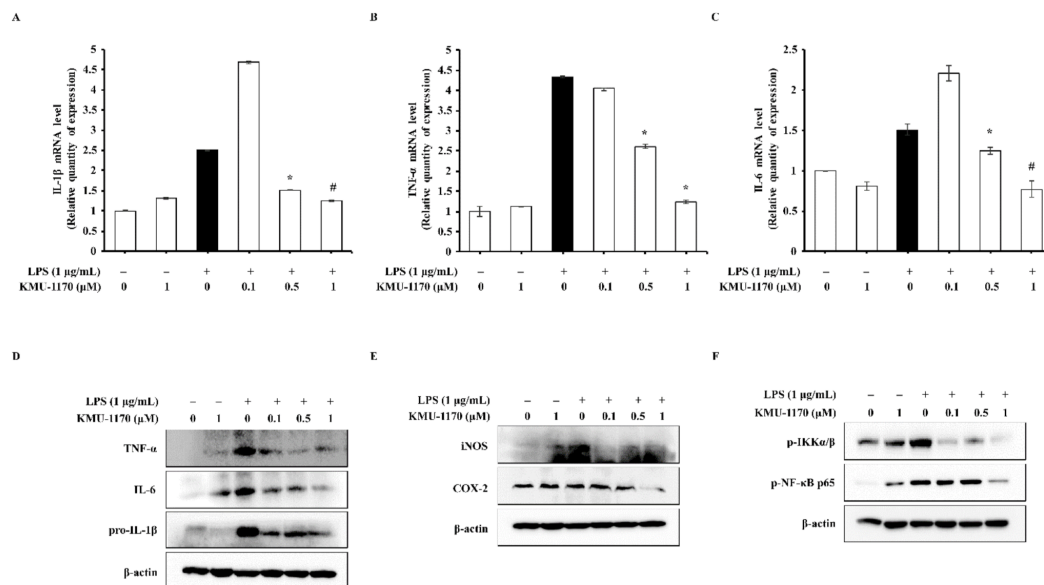 A
IL-1β mRNA level
(Relative quantity of expression)
5
4.5
4
3.5
3
2.5
2
1.5
1
0.5
0
*
#
LPS (1 µg/mL) – – + + + +
KMU-1170 (µM) 0 1 0 0.1 0.5 1
B
TNF-α mRNA level
(Relative quantity of expression)
5
4.5
4
3.5
3
2.5
2
1.5
1
0.5
0
*
*
LPS (1 µg/mL) – – + + + +
KMU-1170 (µM) 0 1 0 0.1 0.5 1
C
IL-6 mRNA level
(Relative quantity of expression)
2.5
2
1.5
1
0.5
0
*
#
LPS (1 µg/mL) – – + + + +
KMU-1170 (µM) 0 1 0 0.1 0.5 1
D
LPS (1 µg/mL) – – + + + +
KMU-1170 (µM) 0 1 0 0.1 0.5 1
TNF-α
IL-6
pro-IL-1β
β-actin
E
LPS (1 µg/mL) – – + + + +
KMU-1170 (µM) 0 1 0 0.1 0.5 1
iNOS
COX-2
β-actin
F
LPS (1 µg/mL) – – + + + +
KMU-1170 (µM) 0 1 0 0.1 0.5 1
p-IKKα/β
p-NF-κB p65
β-actin